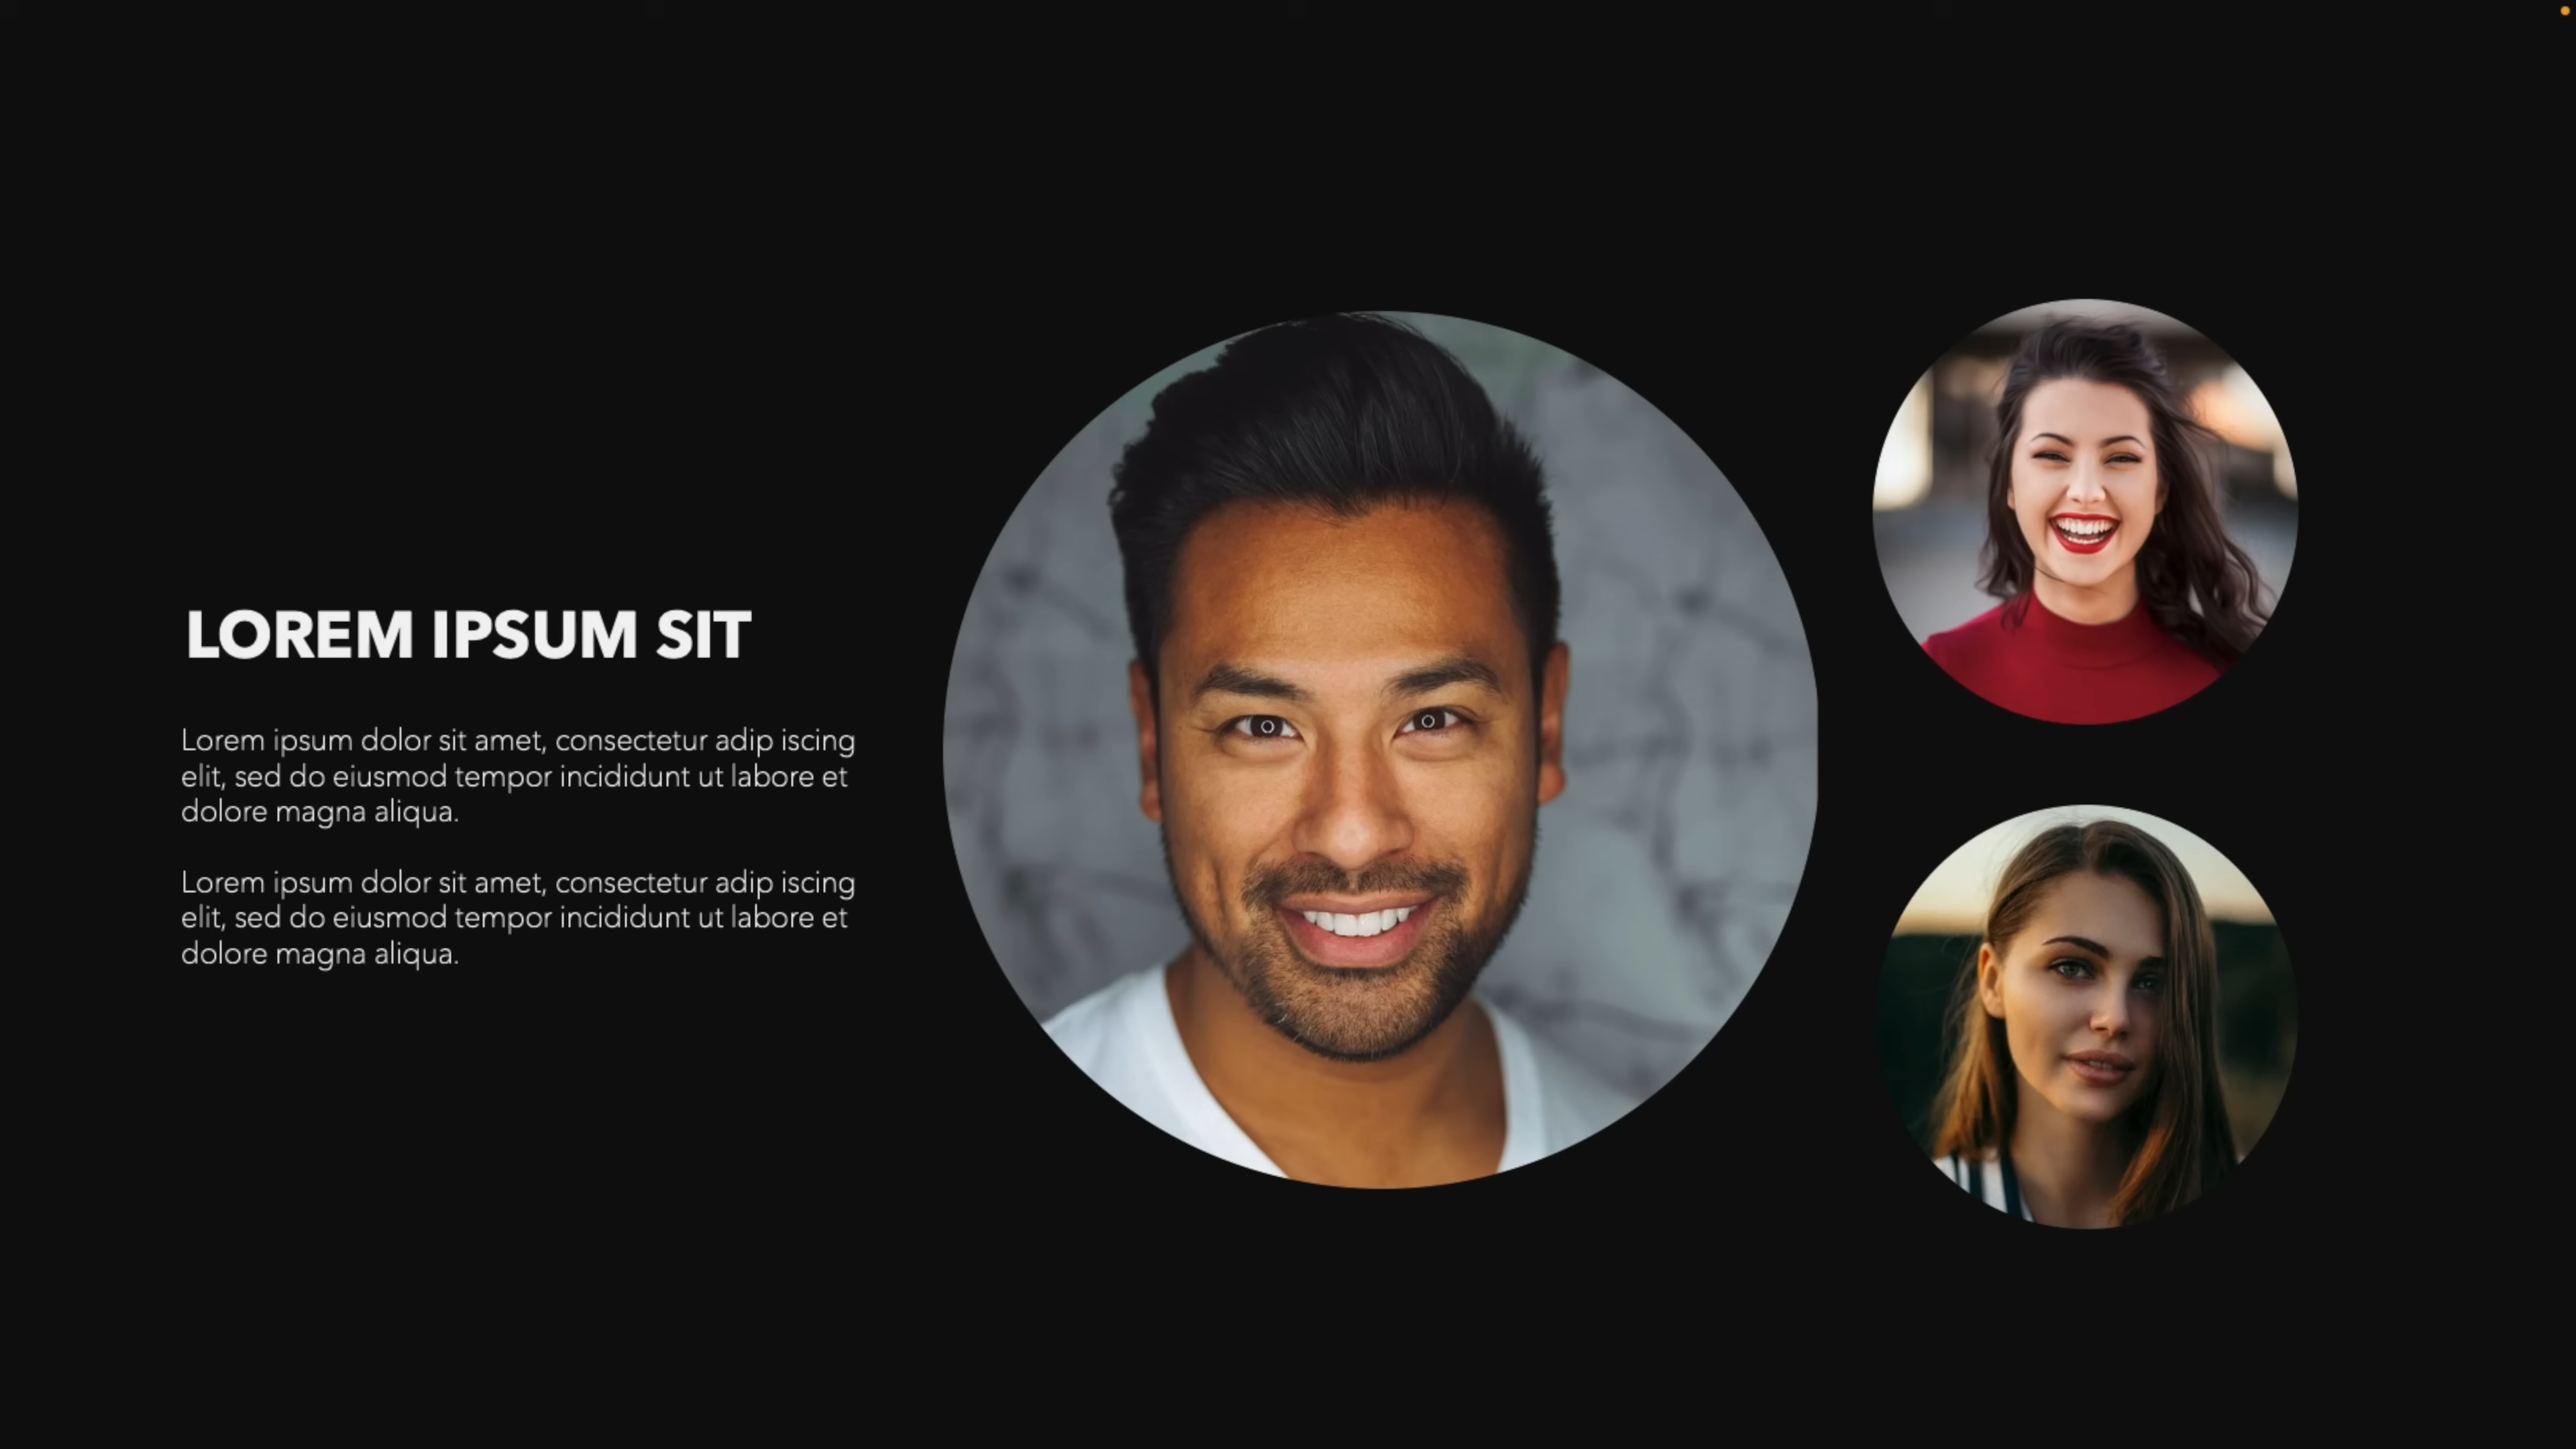 LOREM IPSUM SIT
Lorem ipsum dolor sit amet, consectetur adip iscing
elit, sed do eiusmod tempor incididunt ut labore et
dolore magna aliqua.
Lorem ipsum dolor sit amet, consectetur adip iscing
elit, sed do eiusmod tempor incididunt ut labore et
dolore magna aliqua.